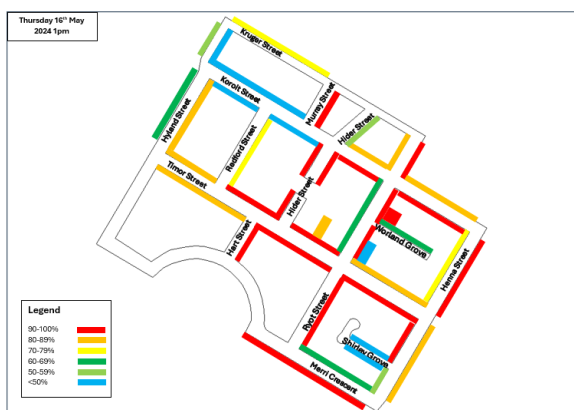 Thursday 16th May
2024 1pm
Kruger Street
Koroit Street
Murray Street
Hider Street
Hyland Street
Redford Street
Timor Street
Hider Street
Hart Street
Worland Grove
Henna Street
Ryot Street
Shirley Grove
Merri Crescent
Legend
90-100%
80-89%
70-79%
60-69%
50-59%
<50%